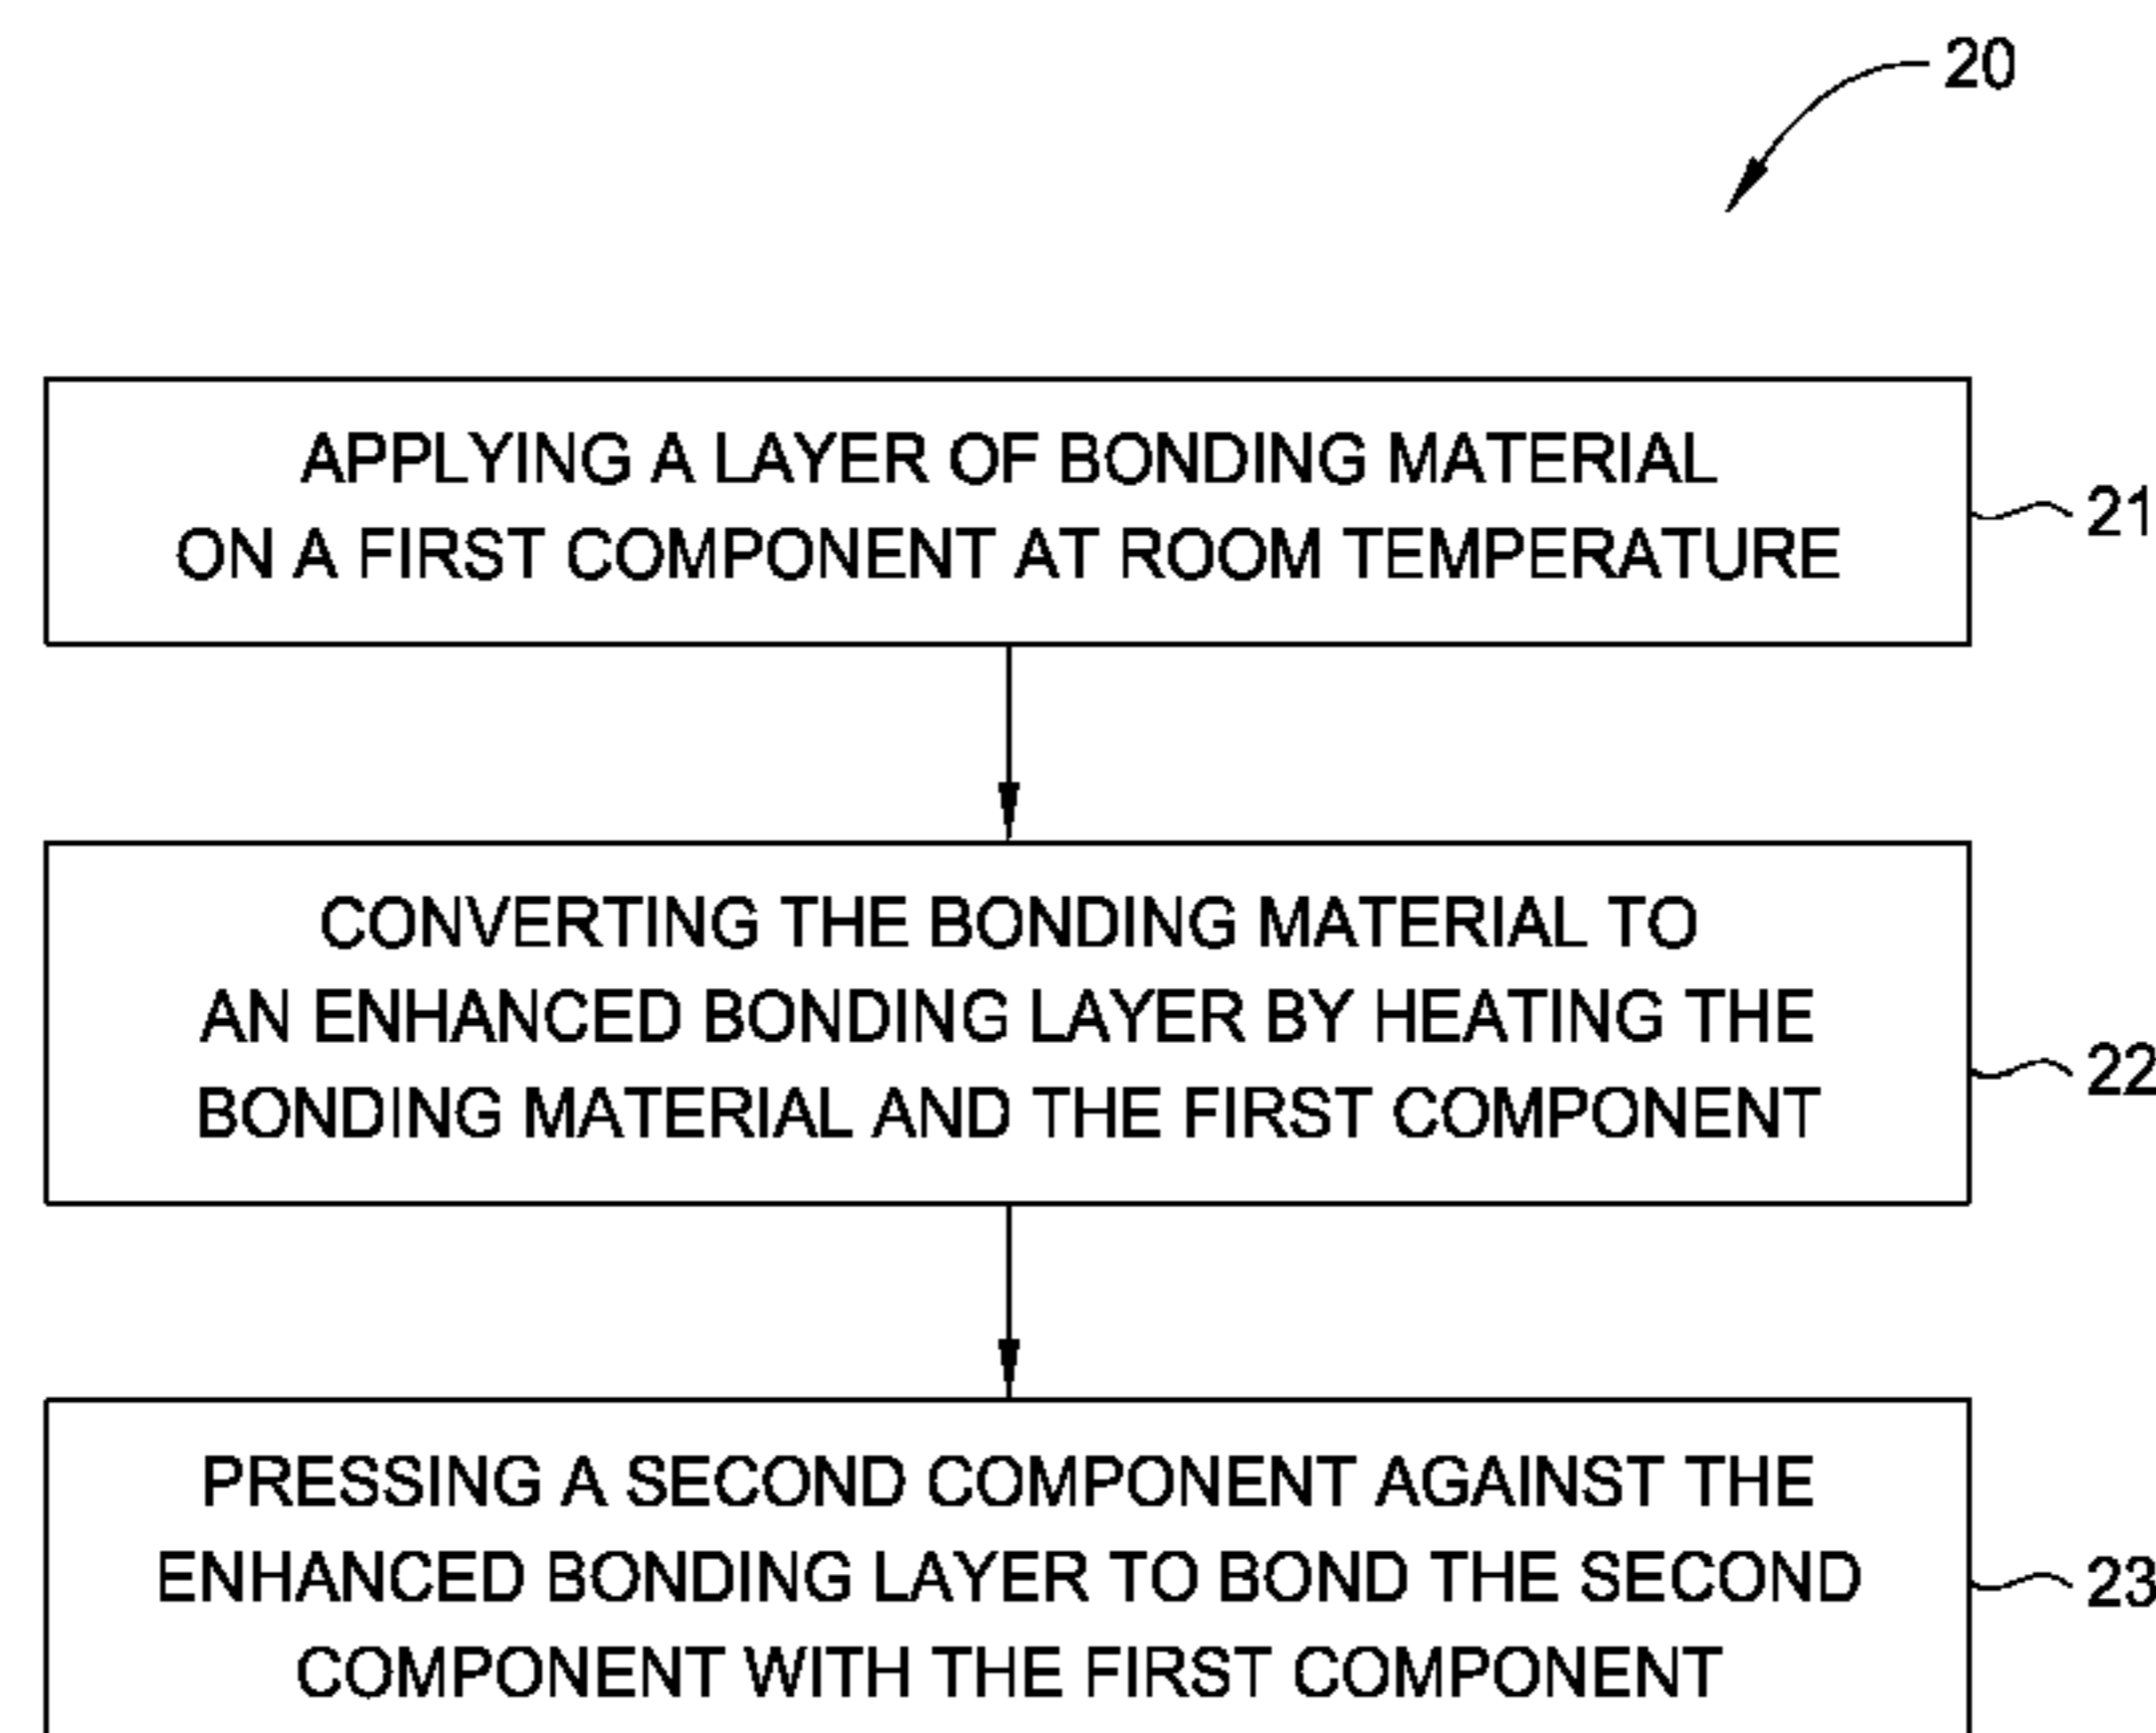 20
APPLYING A LAYER OF BONDING MATERIAL
ON A FIRST COMPONENT AT ROOM TEMPERATURE
21
CONVERTING THE BONDING MATERIAL TO
AN ENHANCED BONDING LAYER BY HEATING THE
BONDING MATERIAL AND THE FIRST COMPONENT
22
PRESSING A SECOND COMPONENT AGAINST THE
ENHANCED BONDING LAYER TO BOND THE SECOND
COMPONENT WITH THE FIRST COMPONENT
23